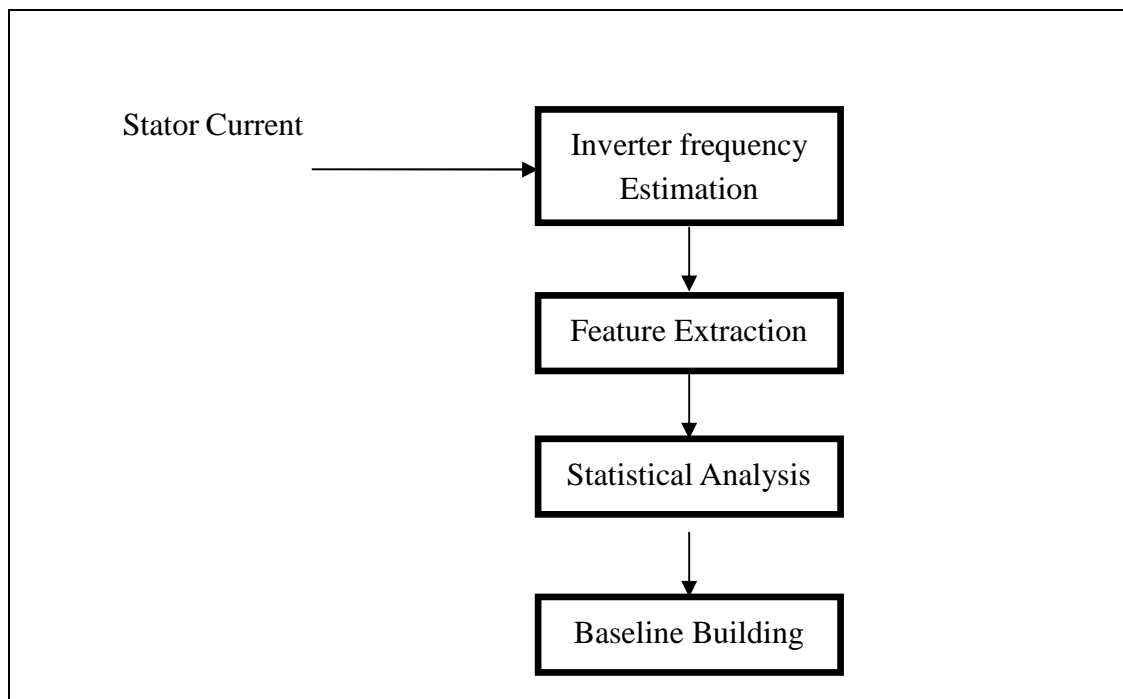 Stator Current
Inverter frequency
Estimation
Feature Extraction
Statistical Analysis
Baseline Building